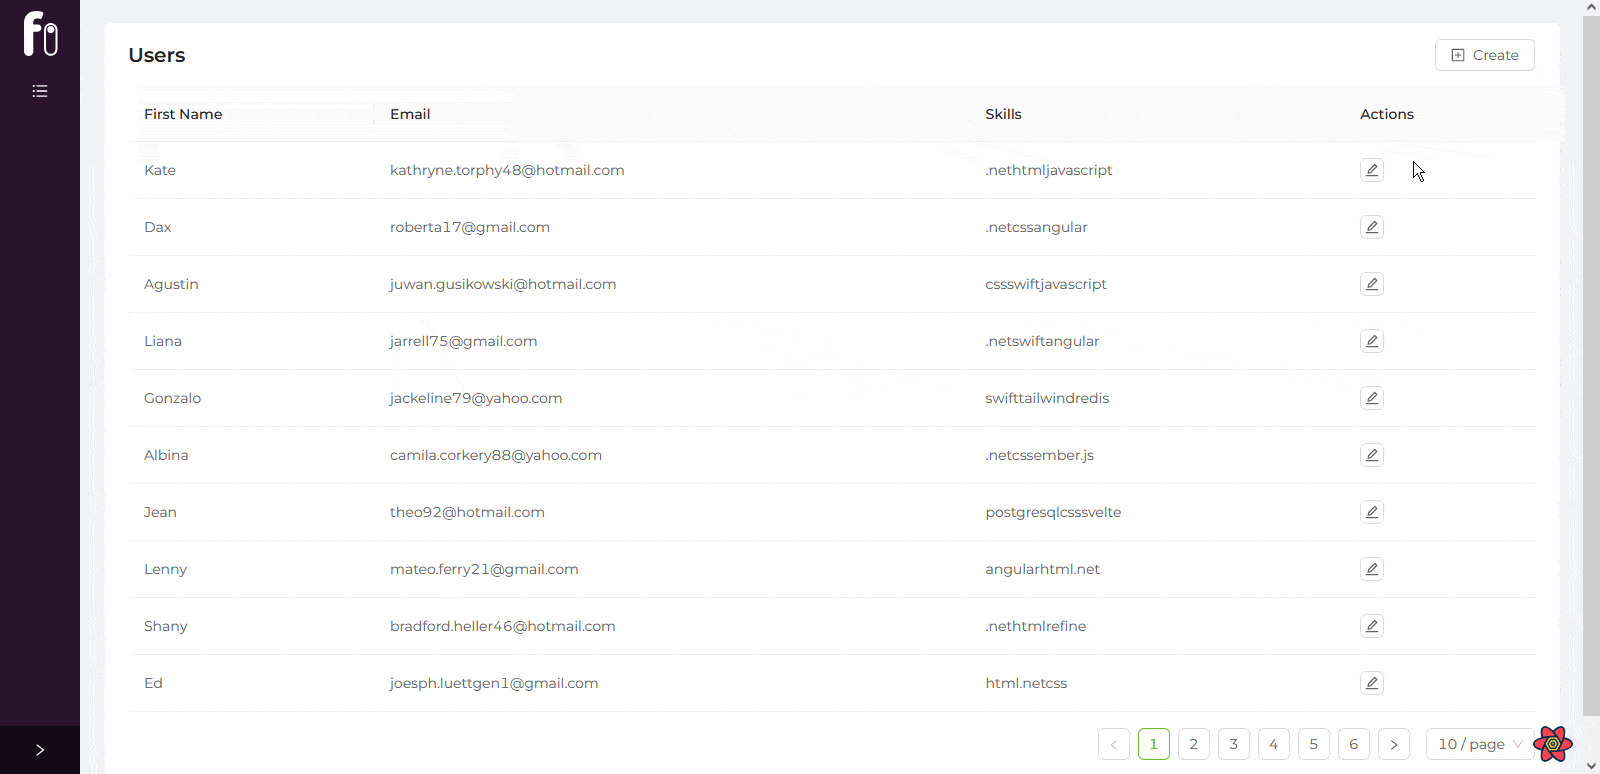 Users
Create
First Name Email Skills Actions
Kate kathryne.torphy48@hotmail.com .nethtmljavascript
Dax roberta17@gmail.com .netcssangular
Agustin juwan.gusikowski@hotmail.com cssswiftjavascript
Liana jarrell75@gmail.com .netswiftangular
Gonzalo jackeline79@yahoo.com swifttailwindredis
Albina camila.corkery88@yahoo.com .netcssember.js
Jean theo92@hotmail.com postgresqlcsssvelte
Lenny mateo.ferry21@gmail.com angularhtml.net
Shany bradford.heller46@hotmail.com .nethtmlrefine
Ed joesph.luettgen1@gmail.com html.netcss
< 1 2 3 4 5 6 > 10 / page